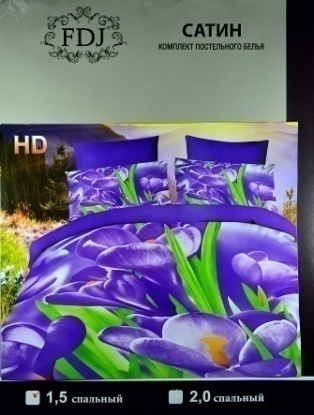 FDJ
САТИН
КОМПЛЕКТ ПОСТЕЛЬНОГО БЕЛЬЯ
HD
1,5 спальный
2,0 спальный